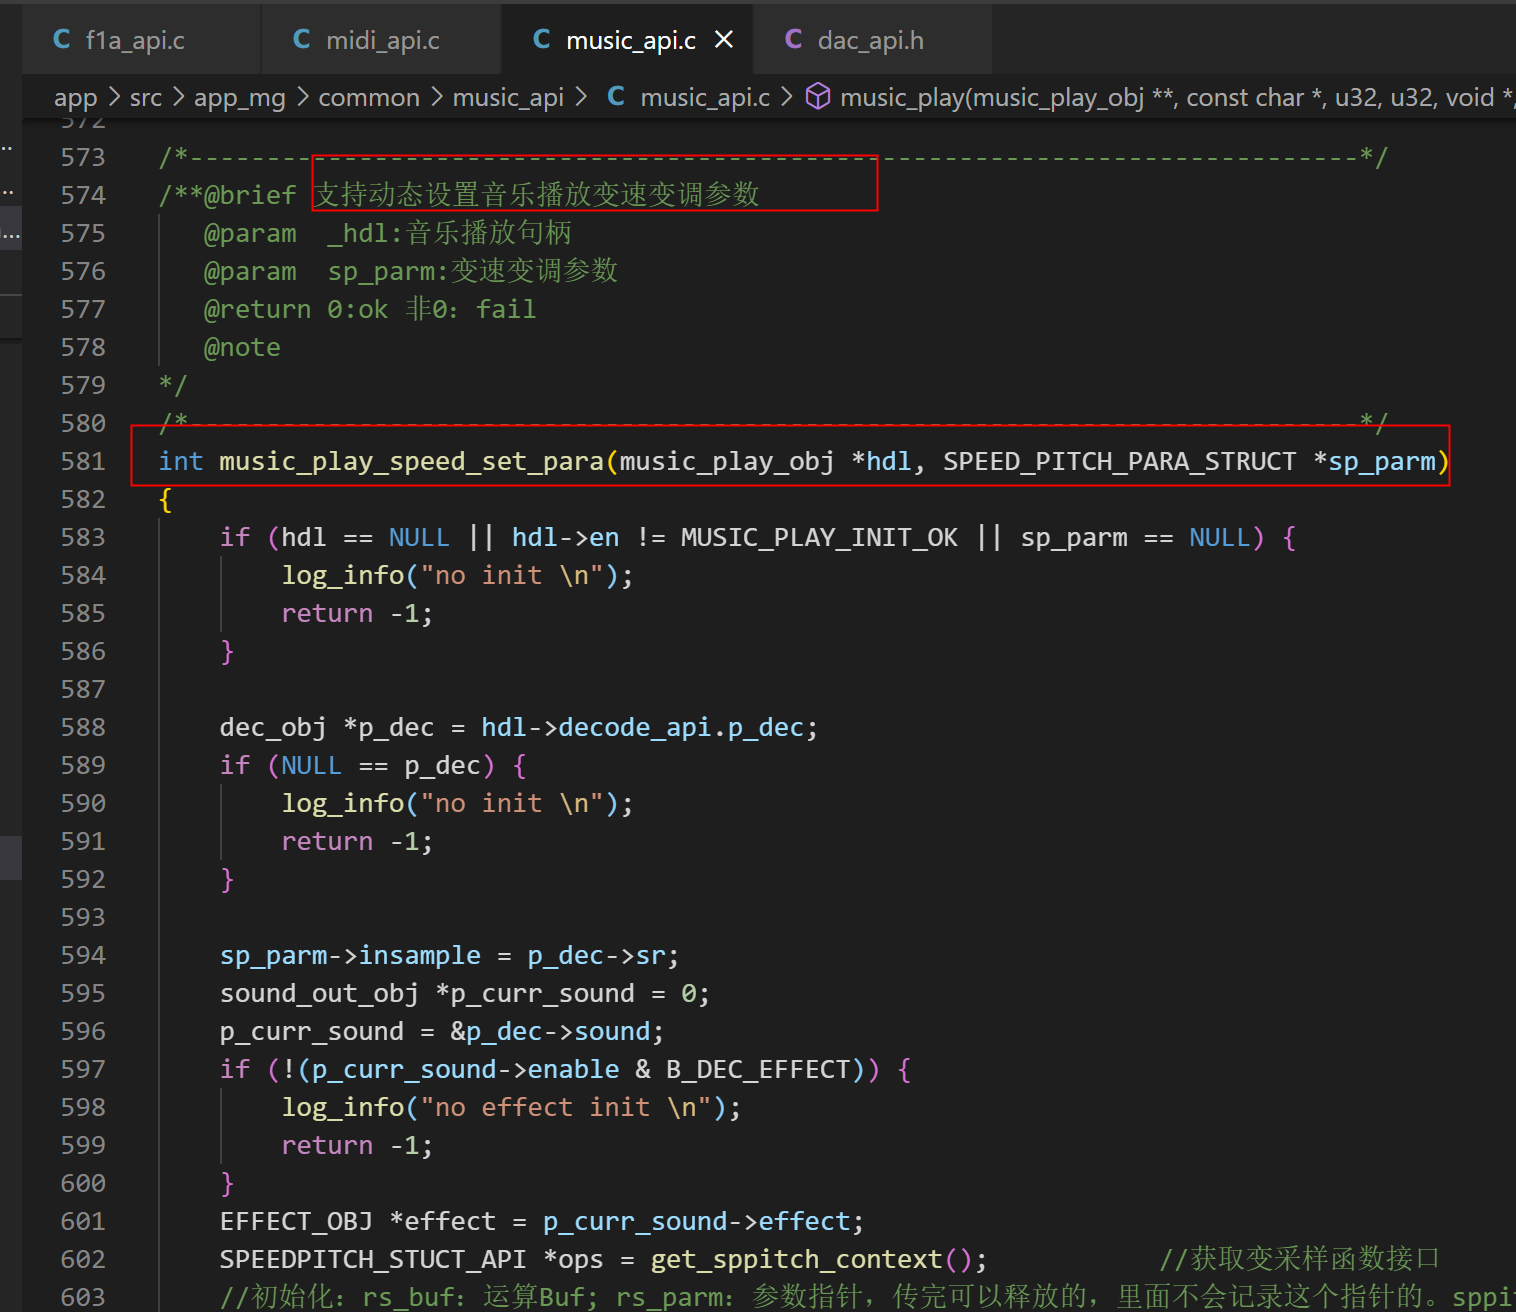 f1a_api.c midi_api.c music_api.c dac_api.h
app > src > app_mg > common > music_api > C music_api.c > music_play(music_play_obj **, const char *, u32, u32, void *,
572
573 /*----------------------------------------------------------------------------*/
574 /**@brief 支持动态设置音乐播放变速变调参数
575 @param _hdl:音乐播放句柄
576 @param sp_parm:变速变调参数
577 @return 0:ok 非0: fail
578 @note
579 */
580 /*----------------------------------------------------------------------------*/
581 int music_play_speed_set_para(music_play_obj *hdl, SPEED_PITCH_PARA_STRUCT *sp_parm)
582 {
583 if (hdl == NULL || hdl->en != MUSIC_PLAY_INIT_OK || sp_parm == NULL) {
584 log_info("no init \n");
585 return -1;
586 }
587
588 dec_obj *p_dec = hdl->decode_api.p_dec;
589 if (NULL == p_dec) {
590 log_info("no init \n");
591 return -1;
592 }
593
594 sp_parm->insample = p_dec->sr;
595 sound_out_obj *p_curr_sound = 0;
596 p_curr_sound = &p_dec->sound;
597 if (!(p_curr_sound->enable & B_DEC_EFFECT)) {
598 log_info("no effect init \n");
599 return -1;
600 }
601 EFFECT_OBJ *effect = p_curr_sound->effect;
602 SPEEDPITCH_STUCT_API *ops = get_sppitch_context(); //获取变采样函数接口
603 //初始化: rs_buf: 运算Buf; rs_parm: 参数指针，传完可以释放的，里面不会记录这个指针的。